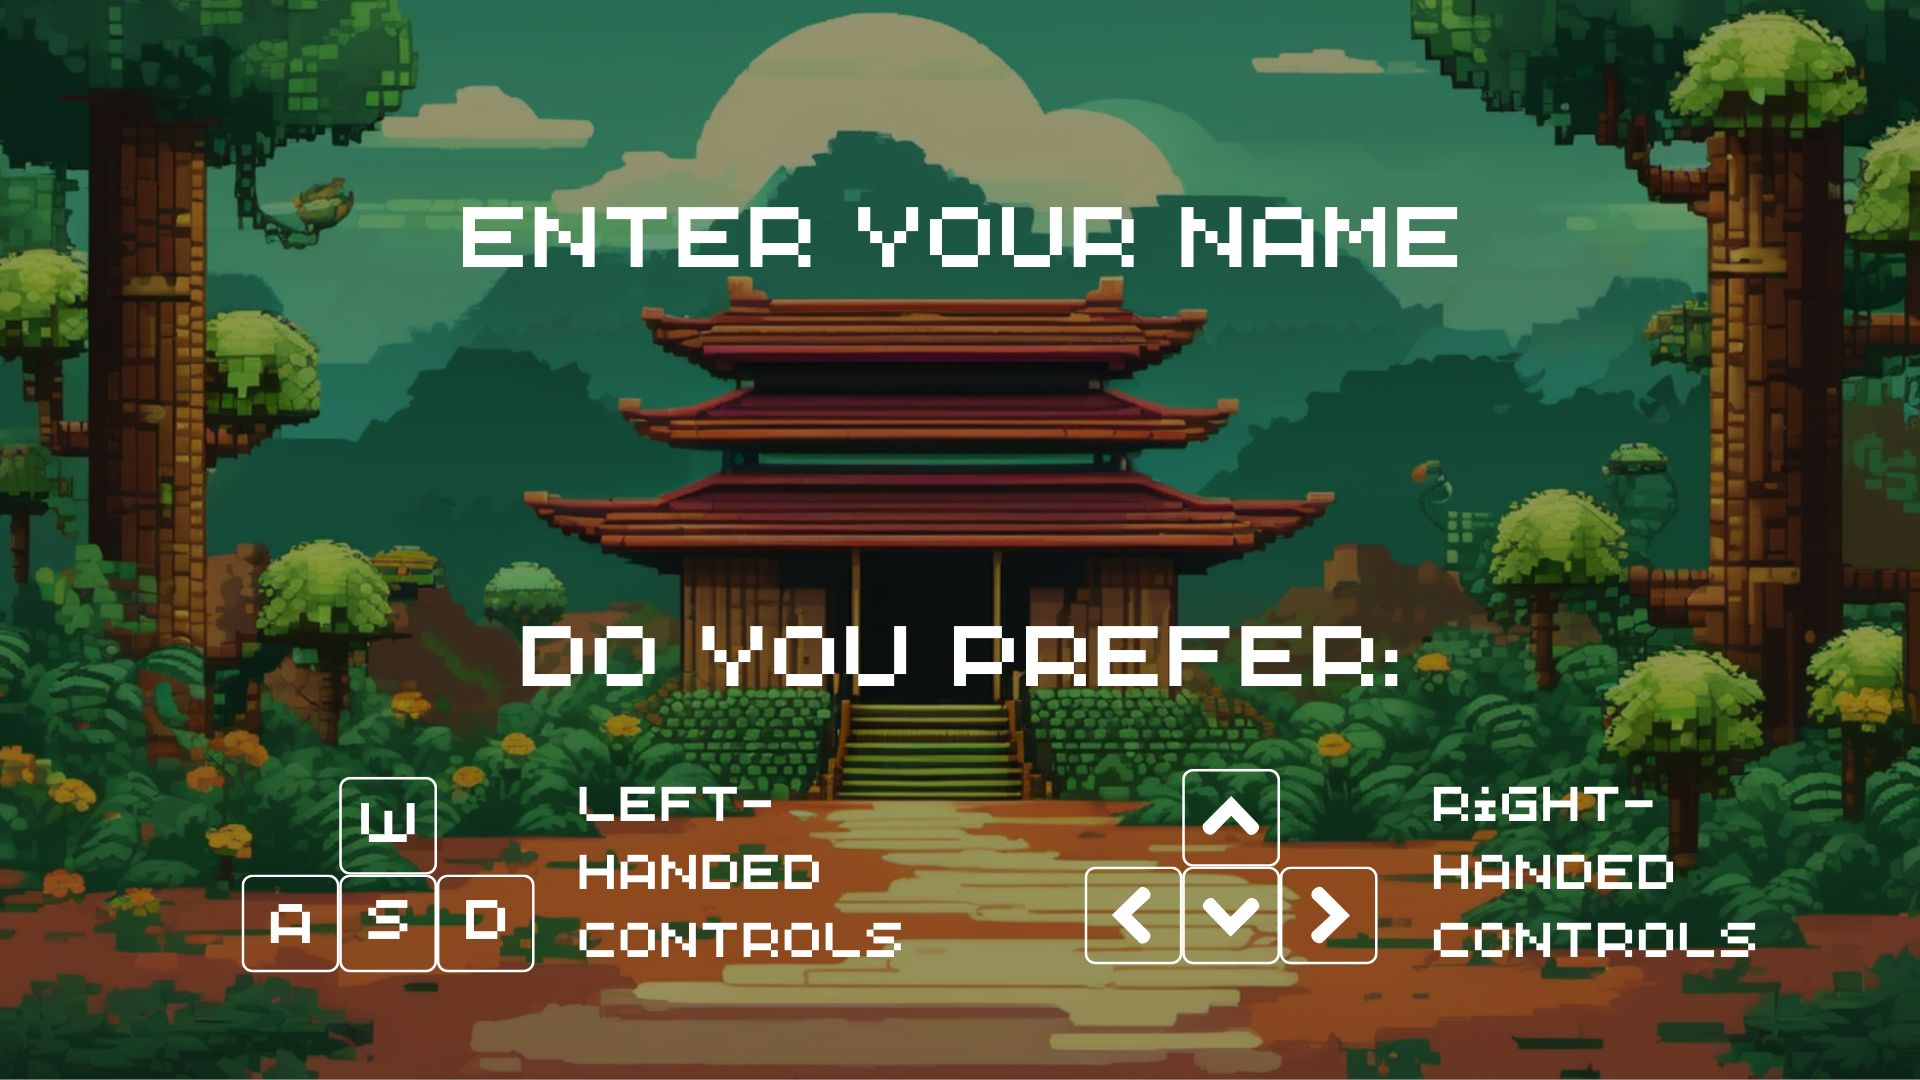 ENTER YOUR NAME
DO YOU PREFER:
W
A S D
LEFT-
HANDED
CONTROLS
RiGHT-
HANDED
CONTROLS